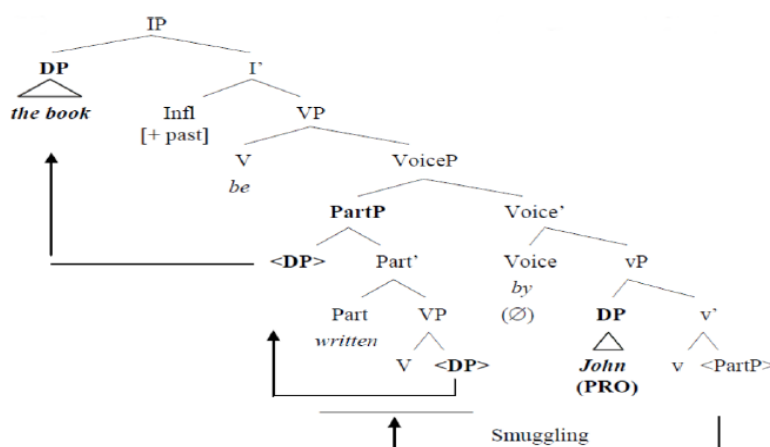 IP
DP I'
the book Infl VP
[+ past]
V VoiceP
be
PartP Voice'
<DP> Part' Voice vP
by
Part VP (∅) DP v'
written
V <DP> John v <PartP>
(PRO)
Smuggling